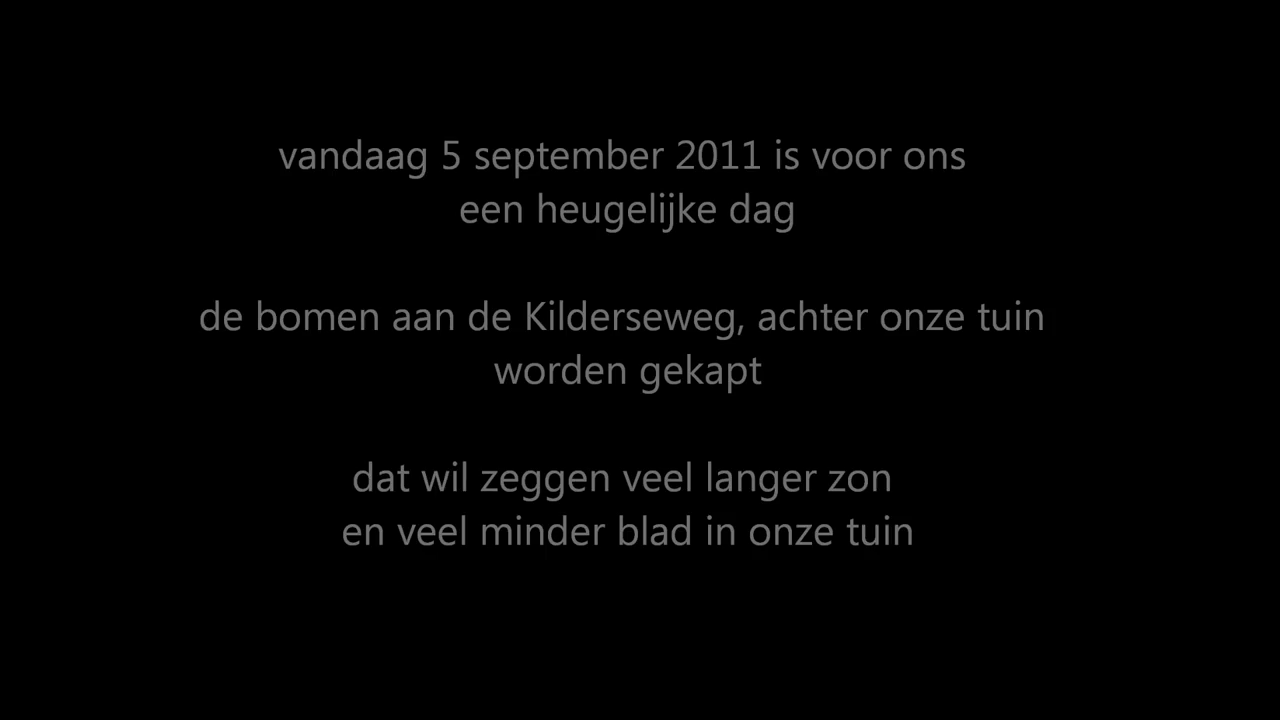 vandaag 5 september 2011 is voor ons
een heugelijke dag
de bomen aan de Kilderseweg, achter onze tuin
worden gekapt
dat wil zeggen veel langer zon
en veel minder blad in onze tuin